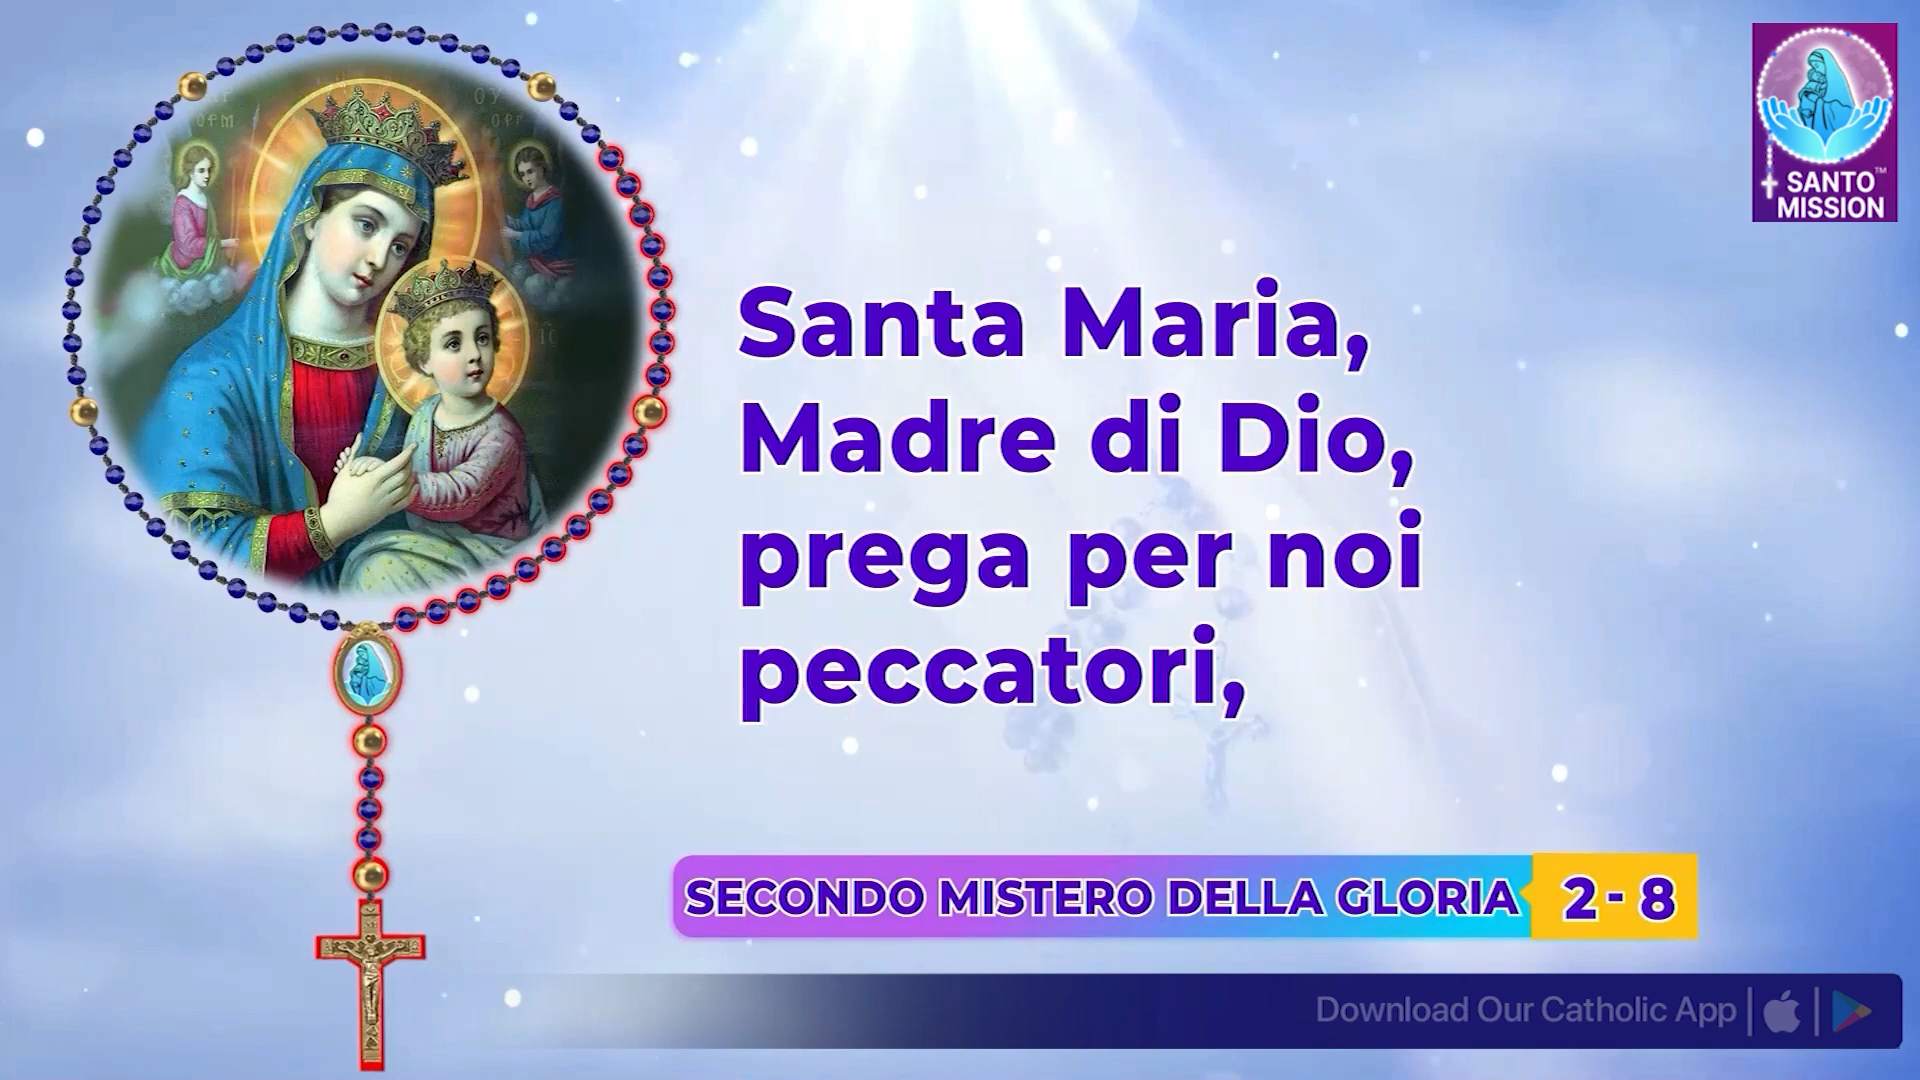 SANTO™
MISSION
Santa Maria,
Madre di Dio,
prega per noi
peccatori,
SECONDO MISTERO DELLA GLORIA 2 - 8
Download Our Catholic App